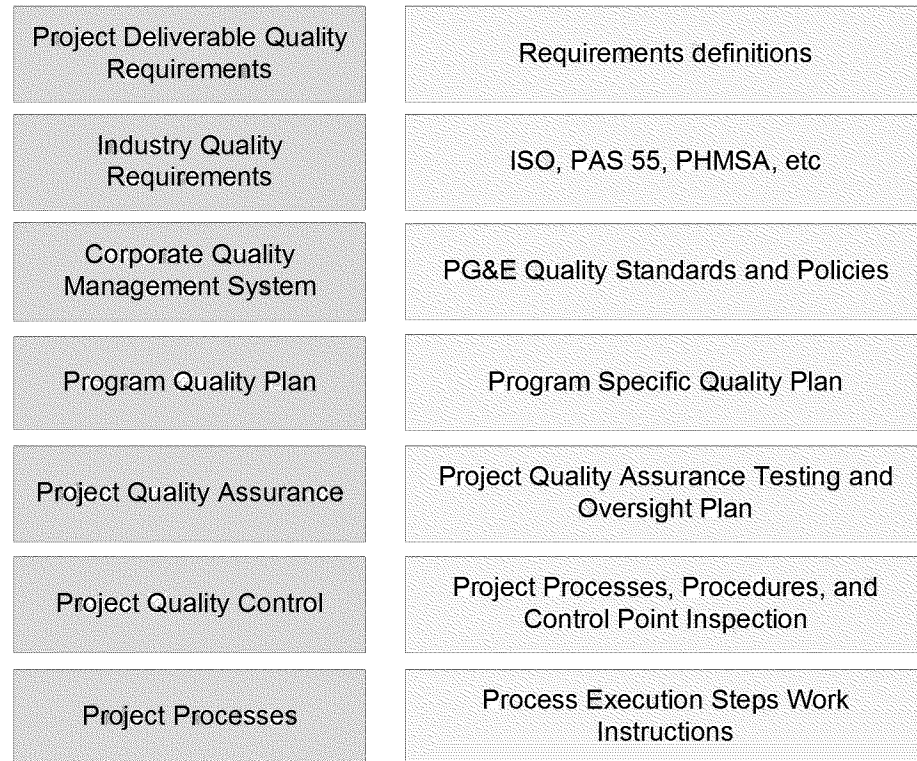 Project Deliverable Quality
Requirements
Requirements definitions
Industry Quality
Requirements
ISO, PAS 55, PHMSA, etc
Corporate Quality
Management System
PG&E Quality Standards and Policies
Program Quality Plan
Program Specific Quality Plan
Project Quality Assurance
Project Quality Assurance Testing and
Oversight Plan
Project Quality Control
Project Processes, Procedures, and
Control Point Inspection
Project Processes
Process Execution Steps Work
Instructions